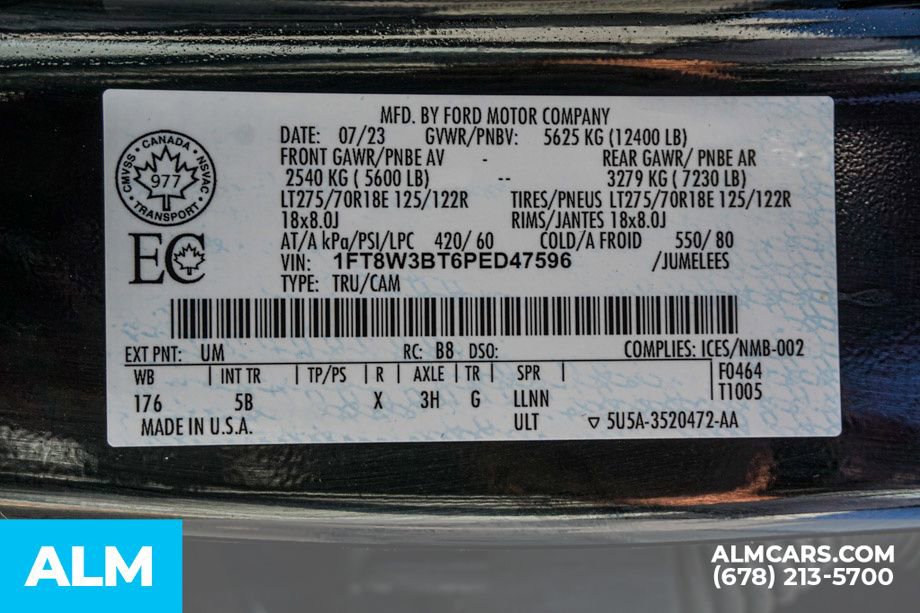 MFD. BY FORD MOTOR COMPANY
DATE: 07/23 GVWR/PNBV: 5625 KG (12400 LB)
FRONT GAWR/PNBE AV - REAR GAWR/ PNBE AR
2540 KG ( 5600 LB) -- 3279 KG ( 7230 LB)
LT275/70R18E 125/122R TIRES/PNEUS LT275/70R18E 125/122R
18x8.0J RIMS/JANTES 18x8.0J
AT/A kPa/PSI/LPC 420/ 60 COLD/A FROID 550/ 80
VIN: 1FT8W3BT6PED47596 /JUMELEES
TYPE: TRU/CAM
CMVSS · CANADA · NSVAC
977
· TRANSPORT ·
EC
EXT PNT: UM RC: B8 DSO: COMPLIES: ICES/NMB-002
WB | INT TR | TP/PS | R | AXLE | TR | SPR | F0464
176 5B X 3H G LLNN T1005
MADE IN U.S.A. ULT ▽ 5U5A-3520472-AA
ALM
ALMCARS.COM
(678) 213-5700